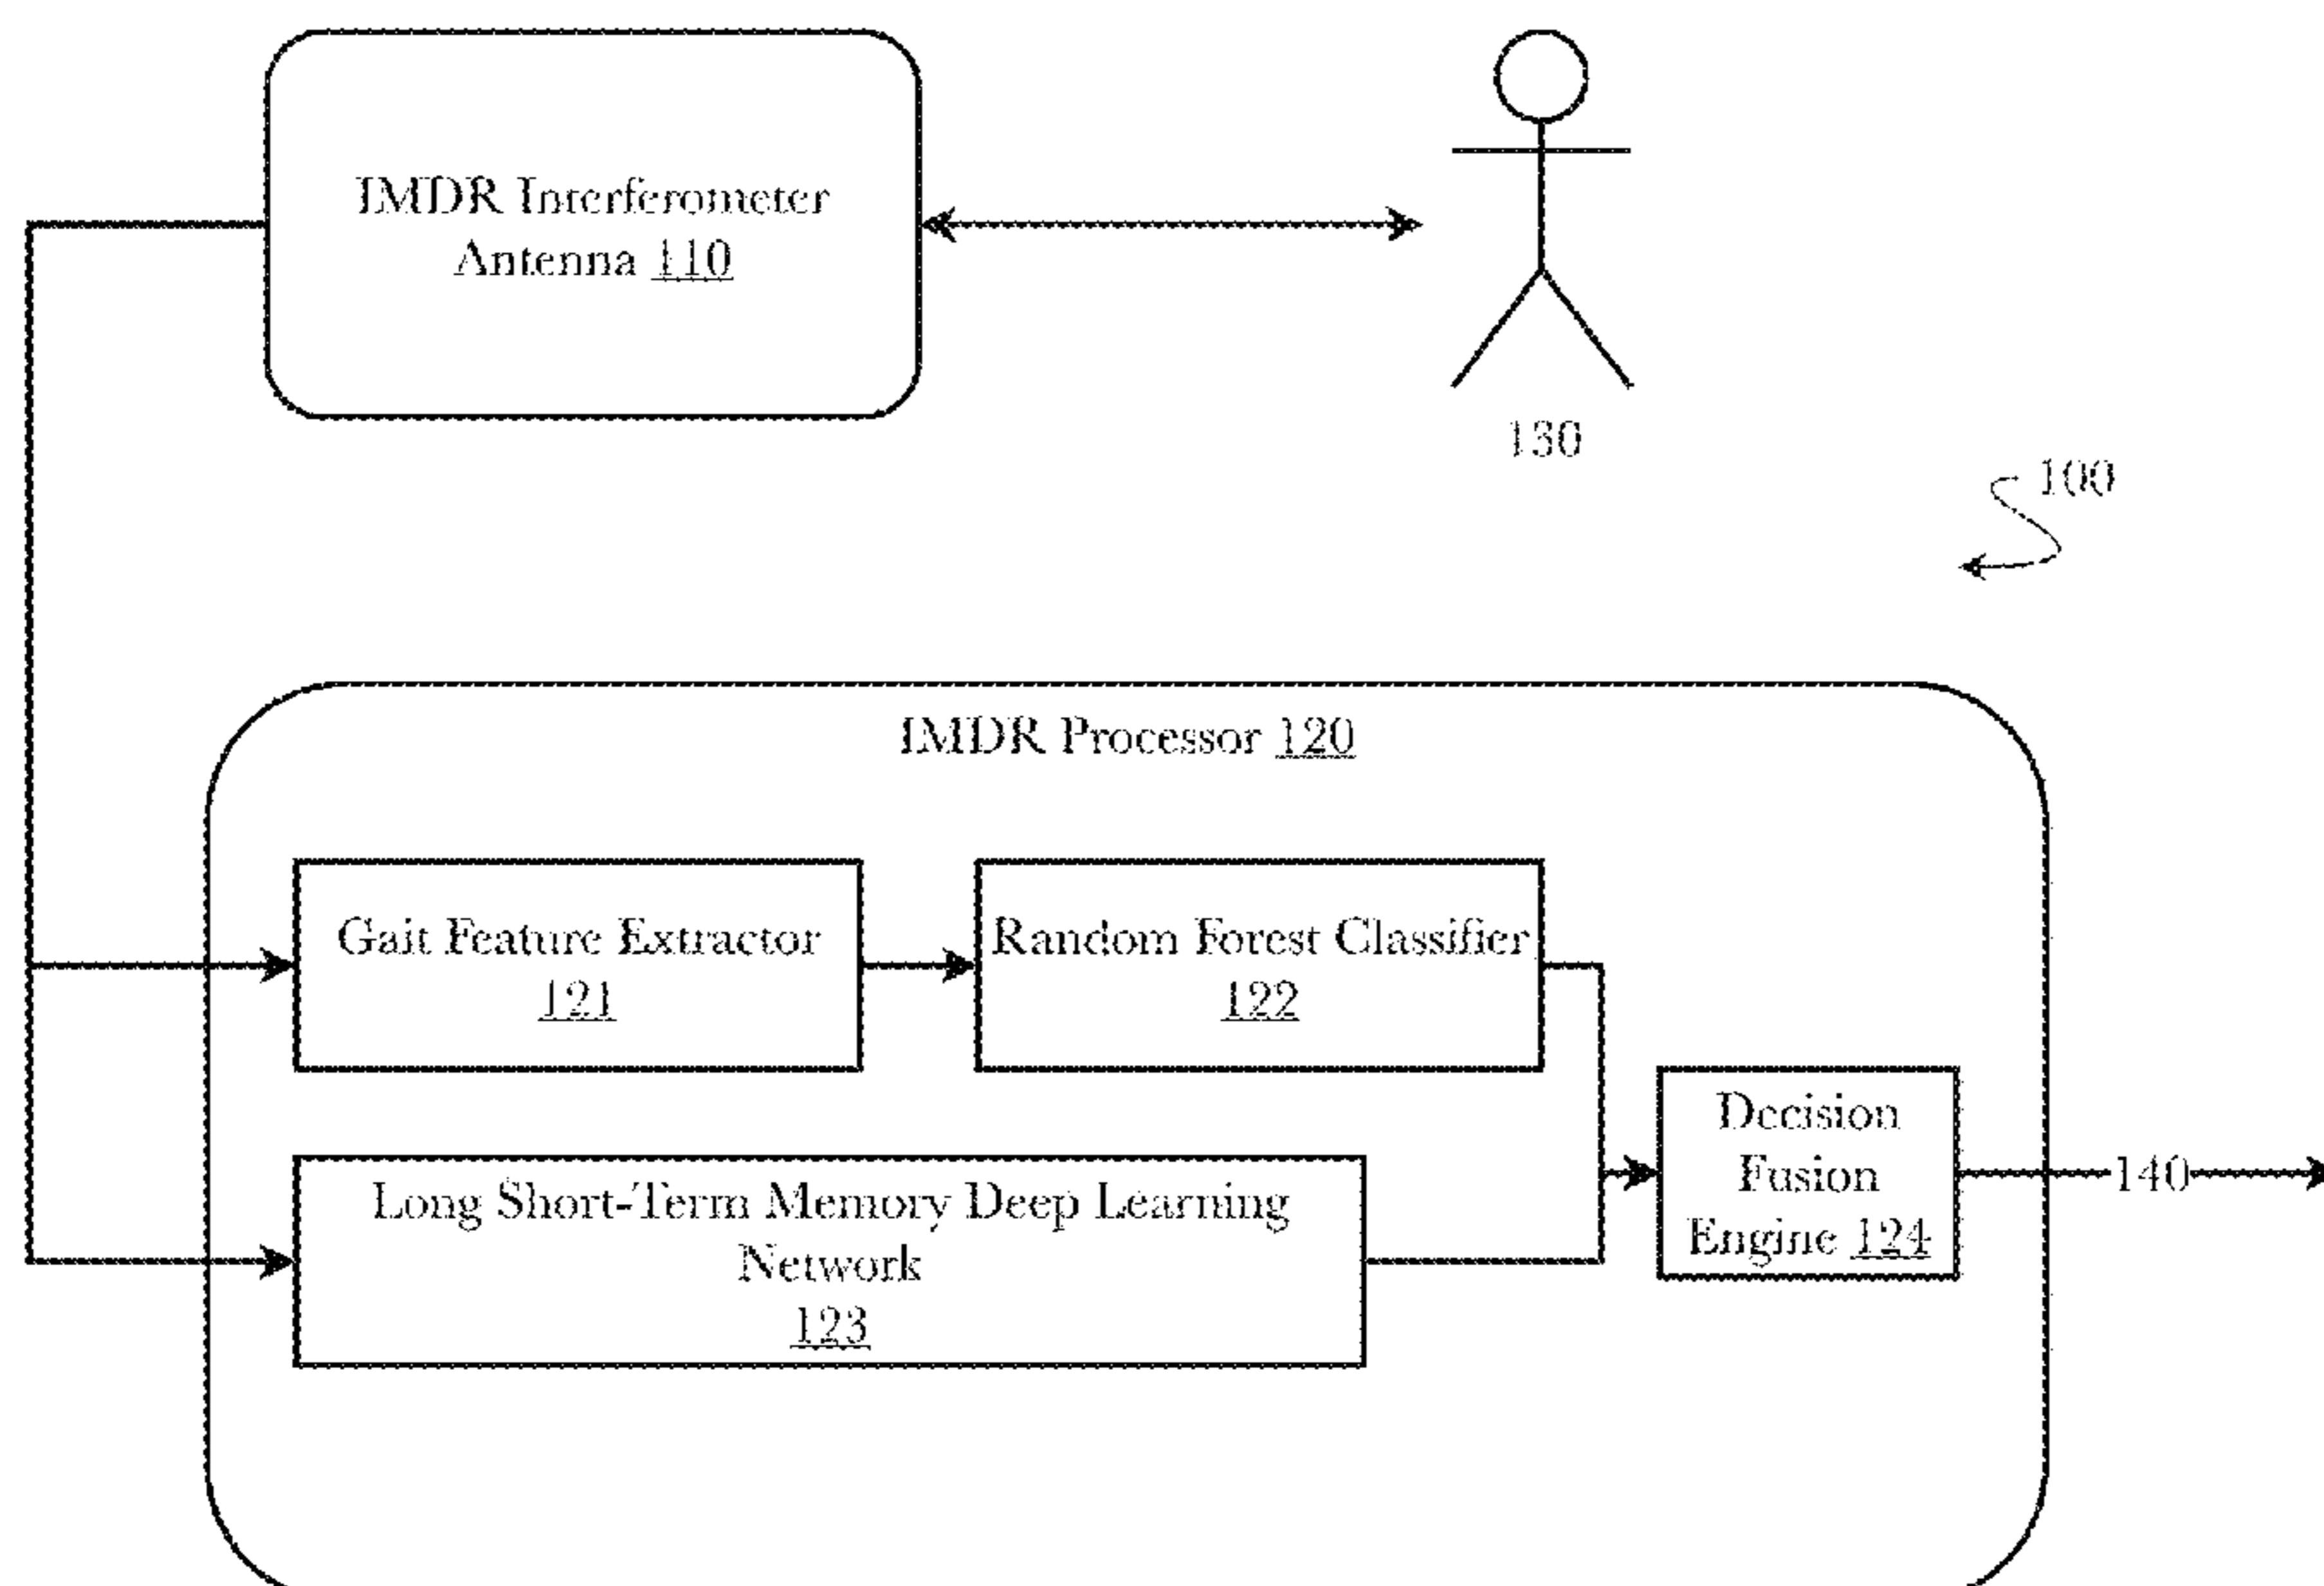 IMDR Interferometer
Antenna 110
130
100
IMDR Processor 120
Gait Feature Extractor
121
Random Forest Classifier
122
Long Short-Term Memory Deep Learning
Network
123
Decision
Fusion
Engine 124
140